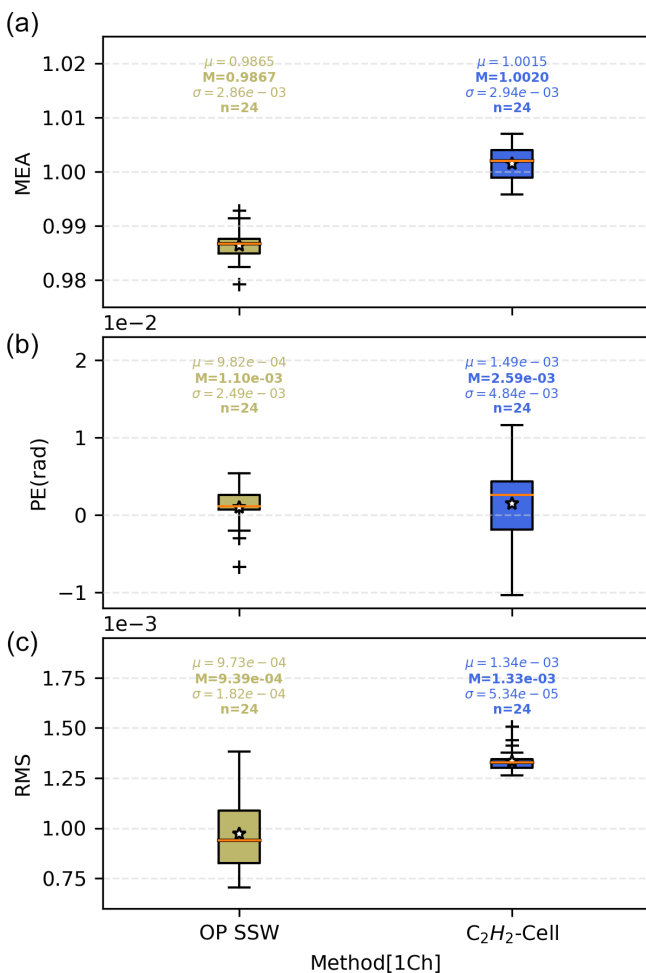 (a)
1.02
1.01
1.00
0.99
0.98
MEA
μ = 0.9865
M=0.9867
σ = 2.86e − 03
n=24
μ = 1.0015
M=1.0020
σ = 2.94e − 03
n=24
1e−2
(b)
2
1
0
−1
PE(rad)
μ = 9.82e − 04
M=1.10e-03
σ = 2.49e − 03
n=24
μ = 1.49e − 03
M=2.59e-03
σ = 4.84e − 03
n=24
1e−3
(c)
1.75
1.50
1.25
1.00
0.75
RMS
μ = 9.73e − 04
M=9.39e-04
σ = 1.82e − 04
n=24
μ = 1.34e − 03
M=1.33e-03
σ = 5.34e − 05
n=24
OP SSW
C₂H₂-Cell
Method[1Ch]